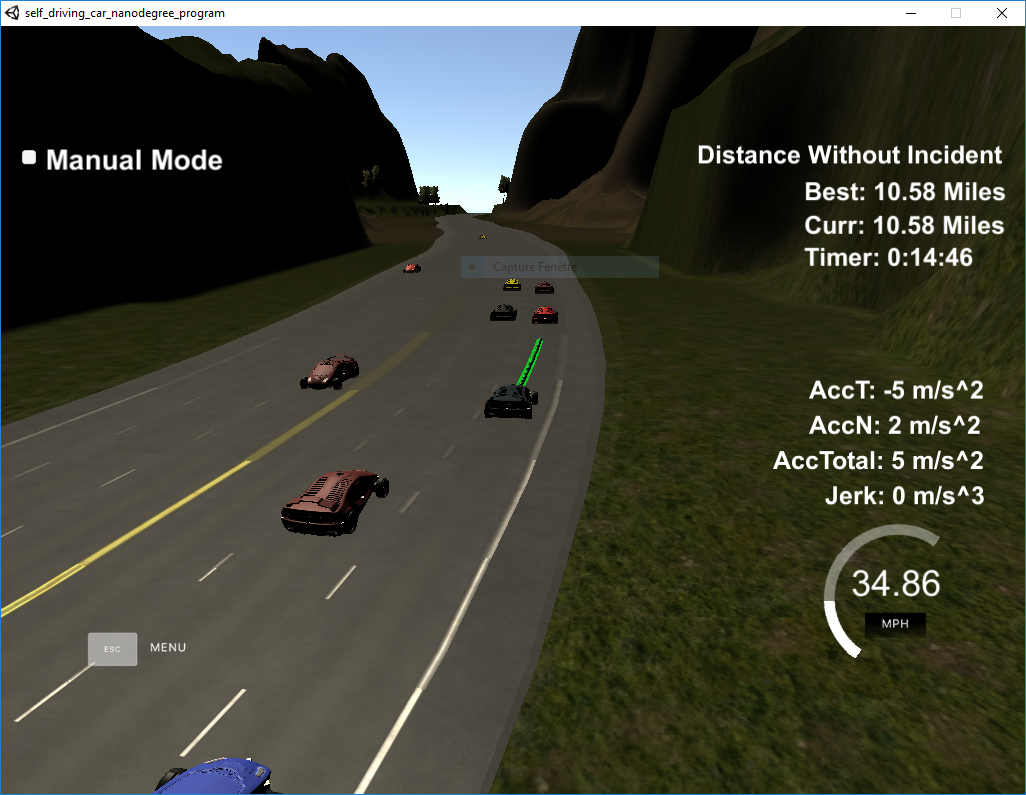 self_driving_car_nanodegree_program
Manual Mode
Distance Without Incident
Best: 10.58 Miles
Curr: 10.58 Miles
Timer: 0:14:46
Capture Fenêtre
AccT: -5 m/s^2
AccN: 2 m/s^2
AccTotal: 5 m/s^2
Jerk: 0 m/s^3
34.86
MPH
ESC MENU